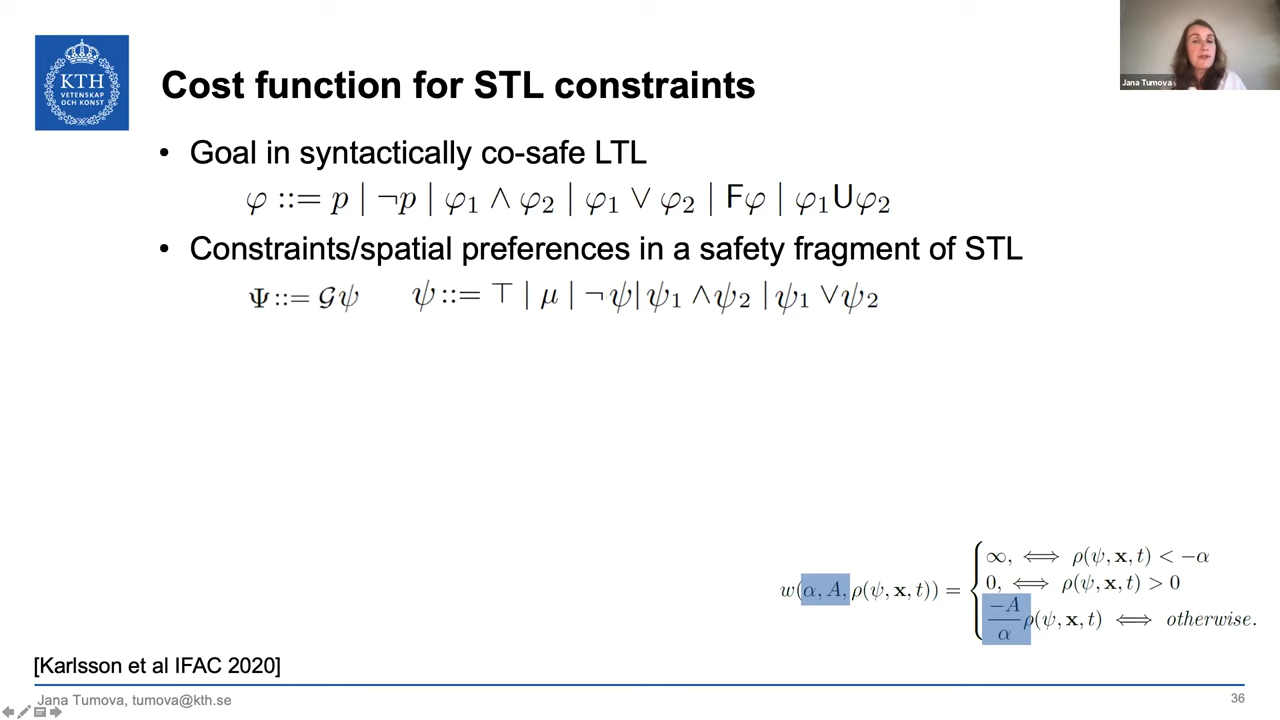 KTH
VETENSKAP
OCH KONST
Cost function for STL constraints
Jana Tumova
• Goal in syntactically co-safe LTL
φ ::= p | ¬p | φ₁ ∧ φ₂ | φ₁ ∨ φ₂ | Fφ | φ₁Uφ₂
• Constraints/spatial preferences in a safety fragment of STL
Ψ ::= 𝒢ψ ψ ::= ⊤ | μ | ¬ψ | ψ₁ ∧ψ₂ | ψ₁ ∨ψ₂
∞, ⟺ ρ(ψ, x, t) < −α
w(α, A, ρ(ψ, x, t)) = { 0, ⟺ ρ(ψ, x, t) > 0
−A/α ρ(ψ, x, t) ⟺ otherwise.
[Karlsson et al IFAC 2020]
Jana Tumova, tumova@kth.se
36